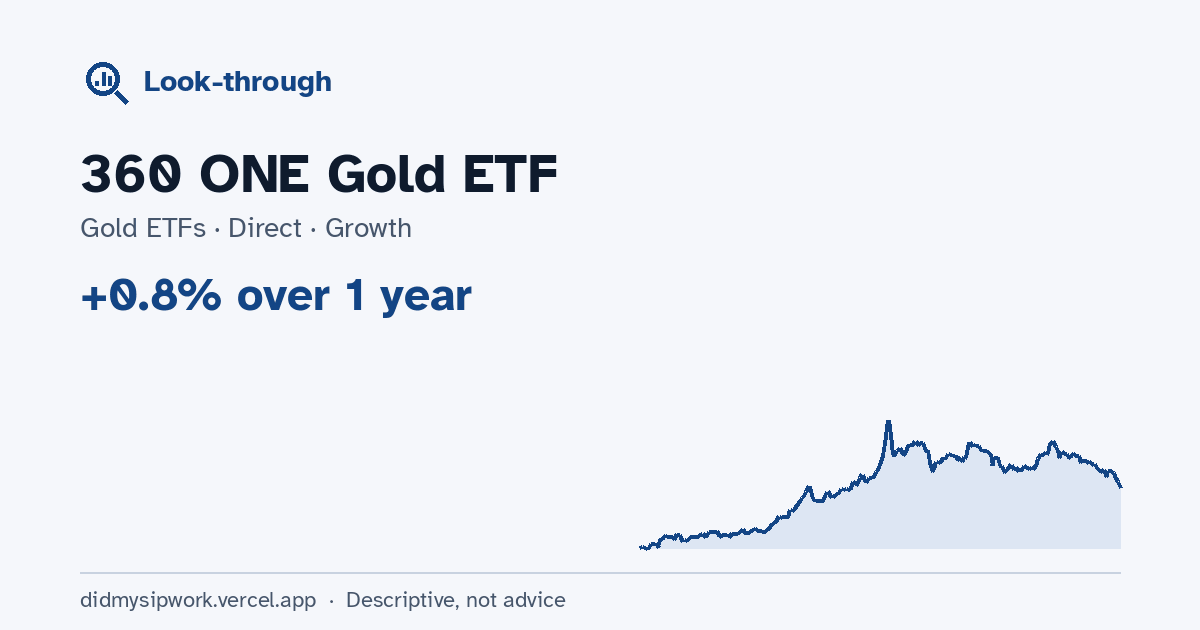 Look-through
360 ONE Gold ETF
Gold ETFs · Direct · Growth
+0.8% over 1 year
didmysipwork.vercel.app · Descriptive, not advice